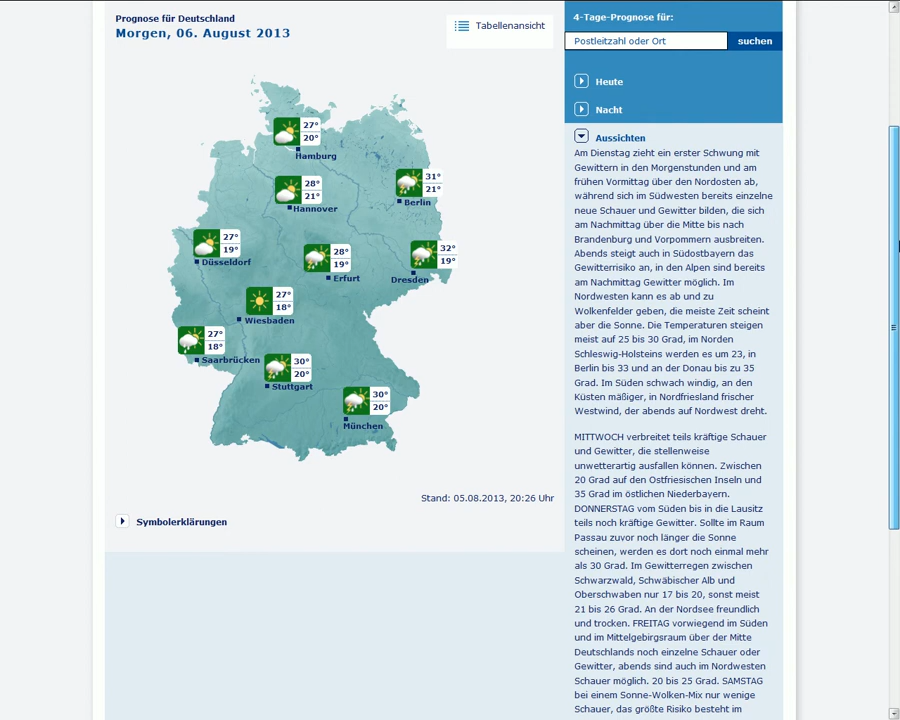 Prognose für Deutschland
Morgen, 06. August 2013
Tabellenansicht
27°
20°
Hamburg
28°
21°
Hannover
31°
21°
Berlin
27°
19°
Düsseldorf
28°
19°
Erfurt
32°
19°
Dresden
27°
18°
Wiesbaden
27°
18°
Saarbrücken
30°
20°
Stuttgart
30°
20°
München
Stand: 05.08.2013, 20:26 Uhr
Symbolerklärungen
4-Tage-Prognose für:
Postleitzahl oder Ort
suchen
Heute
Nacht
Aussichten
Am Dienstag zieht ein erster Schwung mit
Gewittern in den Morgenstunden und am
frühen Vormittag über den Nordosten ab,
während sich im Südwesten bereits einzelne
neue Schauer und Gewitter bilden, die sich
am Nachmittag über die Mitte bis nach
Brandenburg und Vorpommern ausbreiten.
Abends steigt auch in Südostbayern das
Gewitterrisiko an, in den Alpen sind bereits
am Nachmittag Gewitter möglich. Im
Nordwesten kann es ab und zu
Wolkenfelder geben, die meiste Zeit scheint
aber die Sonne. Die Temperaturen steigen
meist auf 25 bis 30 Grad, im Norden
Schleswig-Holsteins werden es um 23, in
Berlin bis 33 und an der Donau bis zu 35
Grad. Im Süden schwach windig, an den
Küsten mäßiger, in Nordfriesland frischer
Westwind, der abends auf Nordwest dreht.
MITTWOCH verbreitet teils kräftige Schauer
und Gewitter, die stellenweise
unwetterartig ausfallen können. Zwischen
20 Grad auf den Ostfriesischen Inseln und
35 Grad im östlichen Niederbayern.
DONNERSTAG vom Süden bis in die Lausitz
teils noch kräftige Gewitter. Sollte im Raum
Passau zuvor noch länger die Sonne
scheinen, werden es dort noch einmal mehr
als 30 Grad. Im Gewitterregen zwischen
Schwarzwald, Schwäbischer Alb und
Oberschwaben nur 17 bis 20, sonst meist
21 bis 26 Grad. An der Nordsee freundlich
und trocken. FREITAG vorwiegend im Süden
und im Mittelgebirgsraum über der Mitte
Deutschlands noch einzelne Schauer oder
Gewitter, abends sind auch im Nordwesten
Schauer möglich. 20 bis 25 Grad. SAMSTAG
bei einem Sonne-Wolken-Mix nur wenige
Schauer, das größte Risiko besteht im